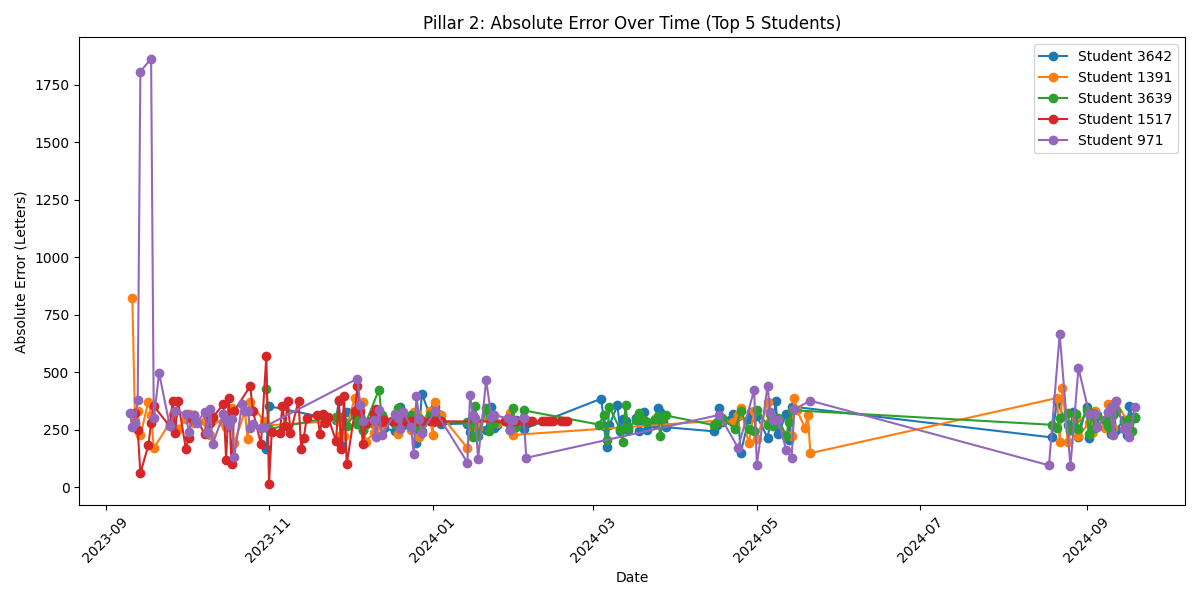 Pillar 2: Absolute Error Over Time (Top 5 Students)
Student 3642
Student 1391
Student 3639
Student 1517
Student 971
Absolute Error (Letters)
1750
1500
1250
1000
750
500
250
0
2023-09
2023-11
2024-01
2024-03
2024-05
2024-07
2024-09
Date